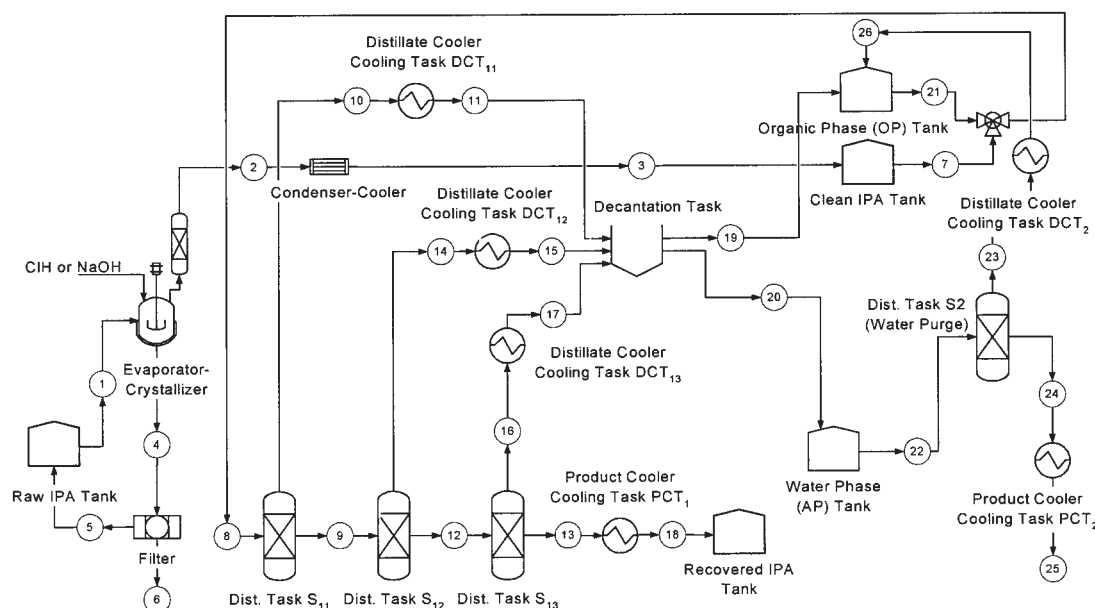 Distillate Cooler
Cooling Task DCT11
10
11
26
21
Organic Phase (OP) Tank
2
3
7
Condenser-Cooler
Clean IPA Tank
Distillate Cooler
Cooling Task DCT12
Decantation Task
Distillate Cooler
Cooling Task DCT2
14
15
19
23
ClH or NaOH
20
17
Dist. Task S2
(Water Purge)
Distillate Cooler
Cooling Task DCT13
1
Evaporator-
Crystallizer
24
16
4
22
Raw IPA Tank
Product Cooler
Cooling Task PCT1
Water Phase
(AP) Tank
Product Cooler
Cooling Task PCT2
5
8
9
12
13
18
Filter
Recovered IPA
Tank
25
6
Dist. Task S11
Dist. Task S12
Dist. Task S13